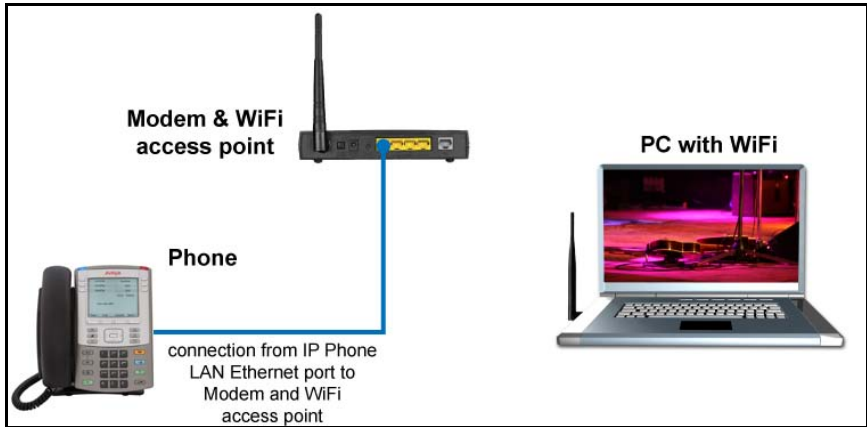 Modem & WiFi
access point
PC with WiFi
Phone
AVAYA
connection from IP Phone
LAN Ethernet port to
Modem and WiFi
access point